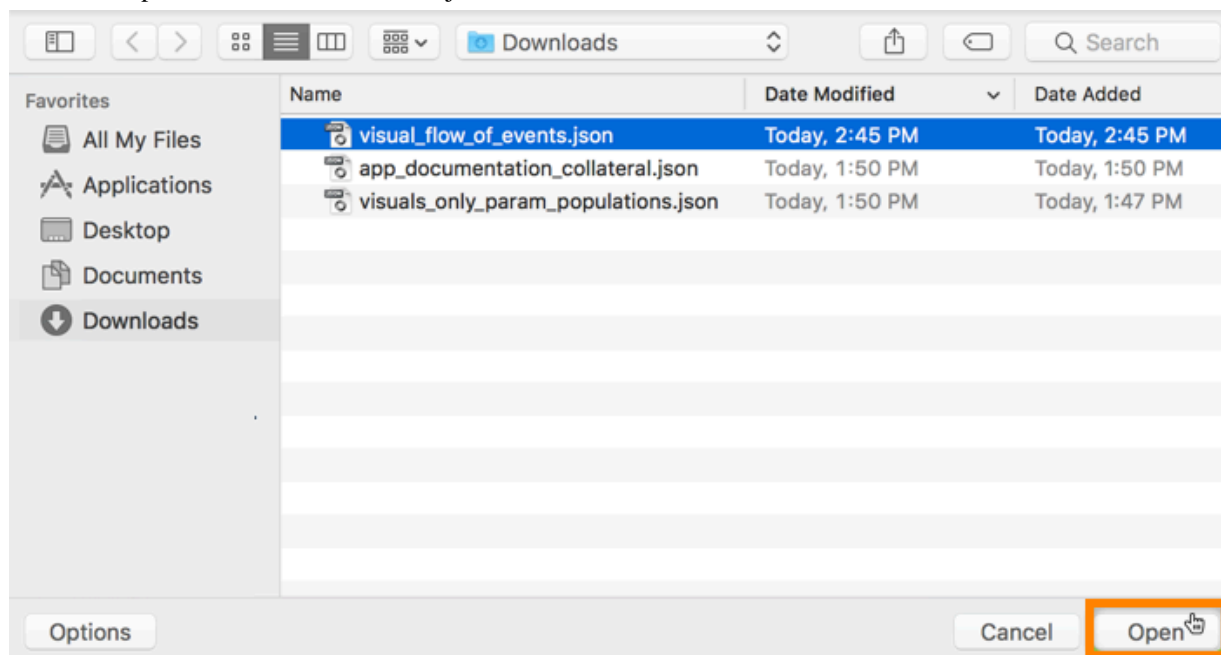 Downloads
Search
Favorites
Name Date Modified Date Added
All My Files
visual_flow_of_events.json Today, 2:45 PM Today, 2:45 PM
app_documentation_collateral.json Today, 1:50 PM Today, 1:50 PM
Applications
visuals_only_param_populations.json Today, 1:50 PM Today, 1:47 PM
Desktop
Documents
Downloads
Options
Cancel
Open